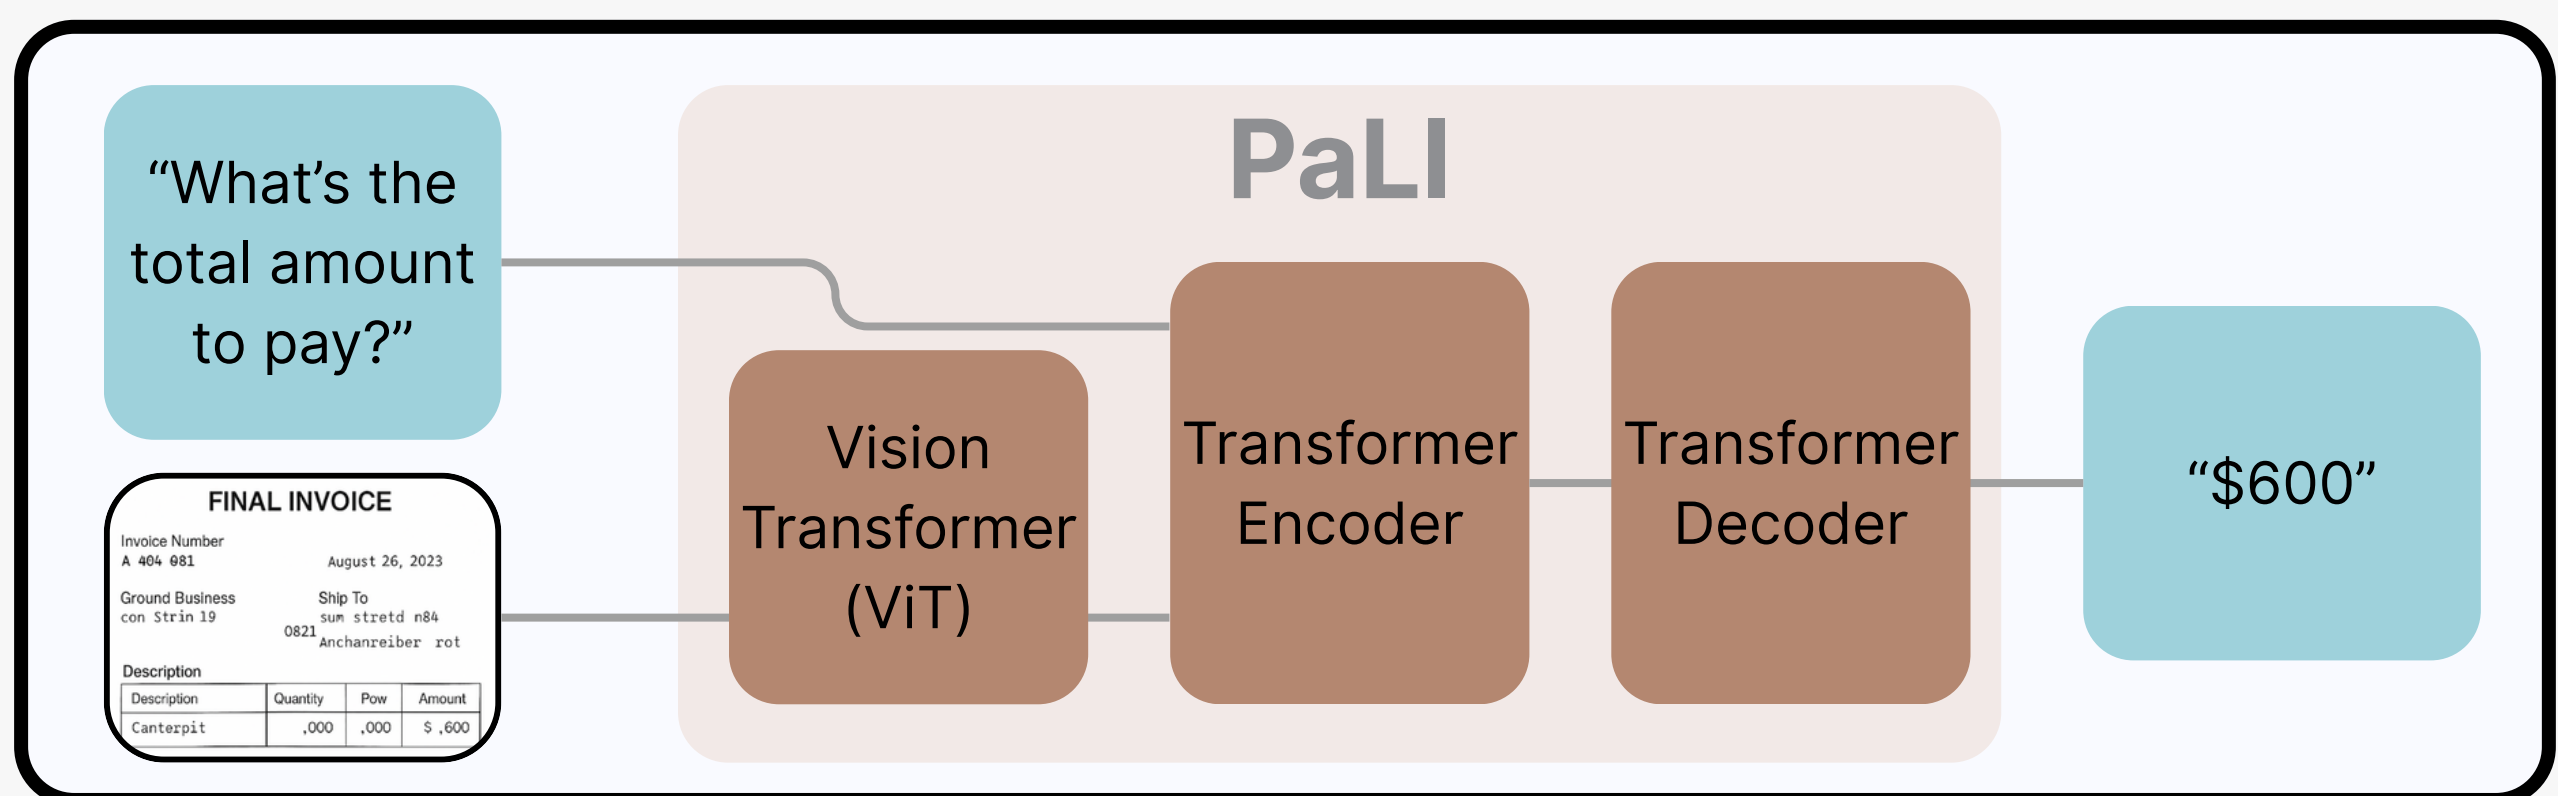 “What’s the
total amount
to pay?”
FINAL INVOICE
Invoice Number
A 404 081
August 26, 2023
Ground Business
con Strin 19
Ship To
sum stretd n84
0821
Anchanreiber rot
Description
Description Quantity Pow Amount
Canterpit ,000 ,000 $ ,600
PaLI
Vision
Transformer
(ViT)
Transformer
Encoder
Transformer
Decoder
“$600”